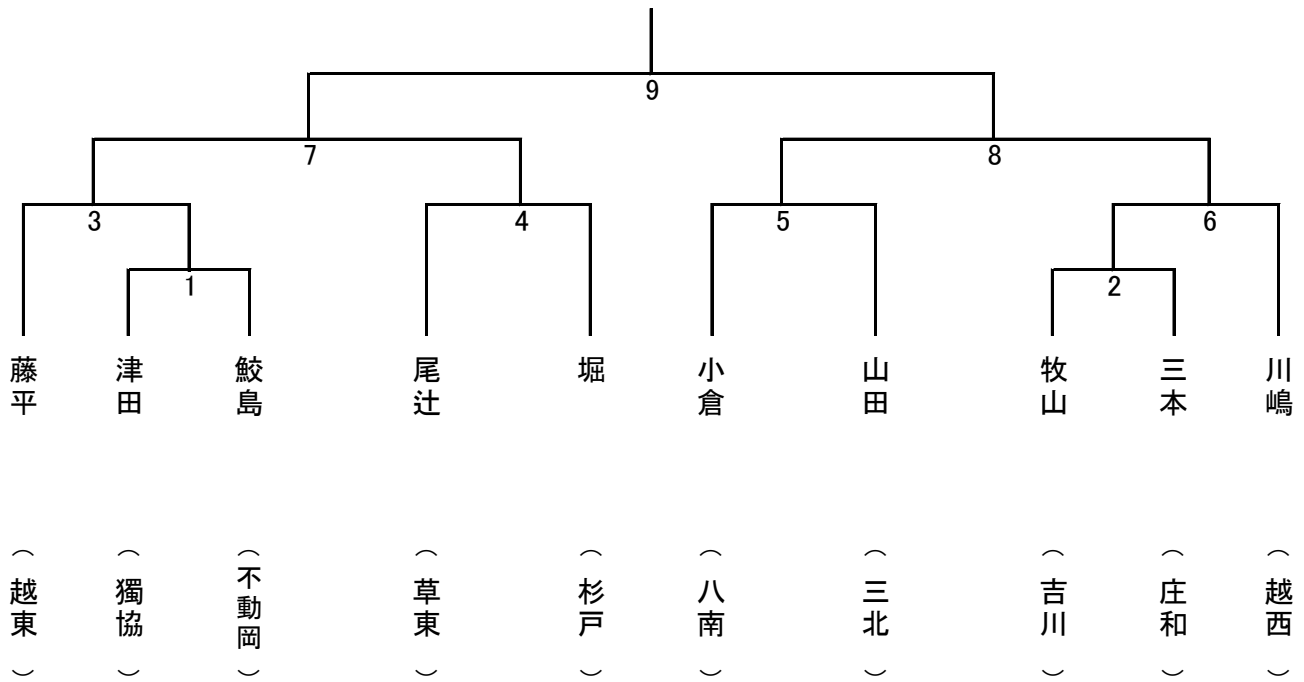 9
7
8
3
4
5
6
1
2
藤平
津田
鮫島
尾辻
堀
小倉
山田
牧山
三本
川嶋
（越東）
（獨協）
（不動岡）
（草東）
（杉戸）
（八南）
（三北）
（吉川）
（庄和）
（越西）